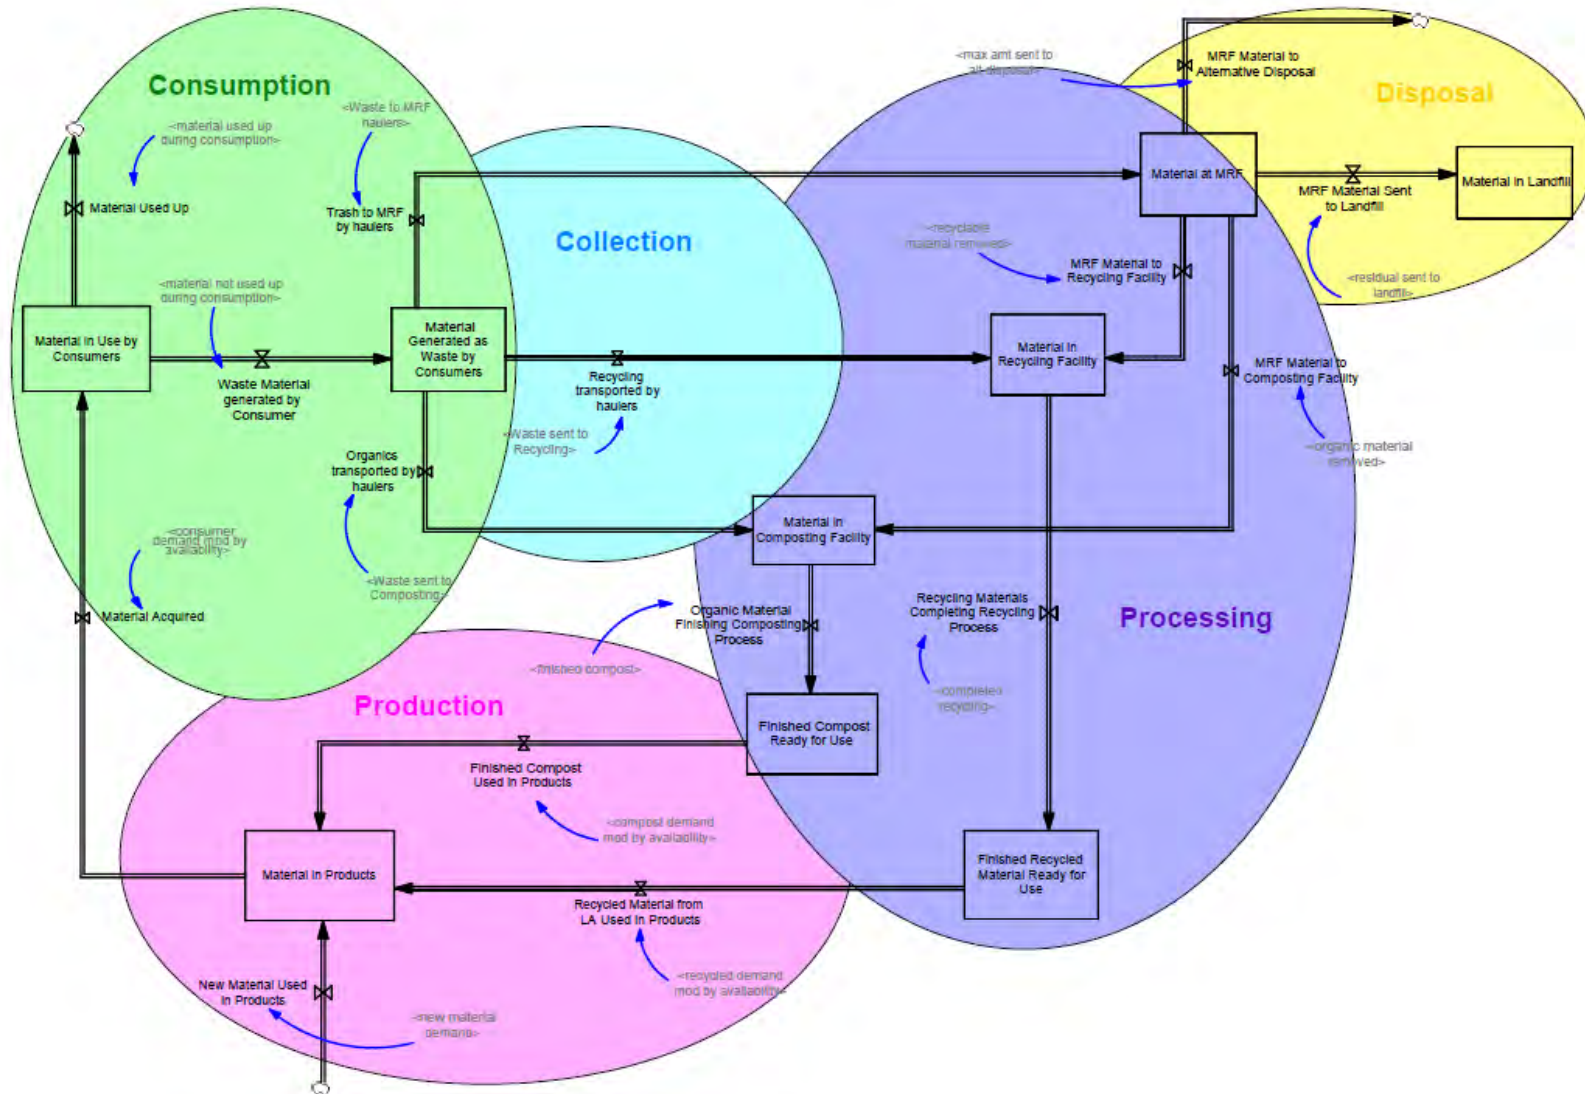 Consumption
<material used up
during consumption>
Material Used Up
<Waste to MRF
haulers>
Trash to MRF
by haulers
<material not used up
during consumption>
Material in Use by
Consumers
Waste Material
generated by
Consumer
Material
Generated as
Waste by
Consumers
Organics
transported by
haulers
<Waste sent to
Composting>
<consumer
demand mod by
availability>
Material Acquired
Collection
Recycling
transported by
haulers
<Waste sent to
Recycling>
<max amt sent to
alt disposal>
MRF Material to
Alternative Disposal
Disposal
Material at MRF
MRF Material Sent
to Landfill
Material in Landfill
<residual sent to
landfill>
<recyclable
material removed>
MRF Material to
Recycling Facility
Material in
Recycling Facility
MRF Material to
Composting Facility
<organic material
removed>
Material in
Composting Facility
Processing
Organic Material
Finishing Composting
Process
<finished compost>
Recycling Materials
Completing Recycling
Process
<completed
recycling>
Finished Compost
Ready for Use
Finished Recycled
Material Ready for
Use
Production
Finished Compost
Used in Products
<compost demand
mod by availability>
Material in Products
Recycled Material from
LA Used in Products
<recycled demand
mod by availability>
New Material Used
in Products
<new material
demand>